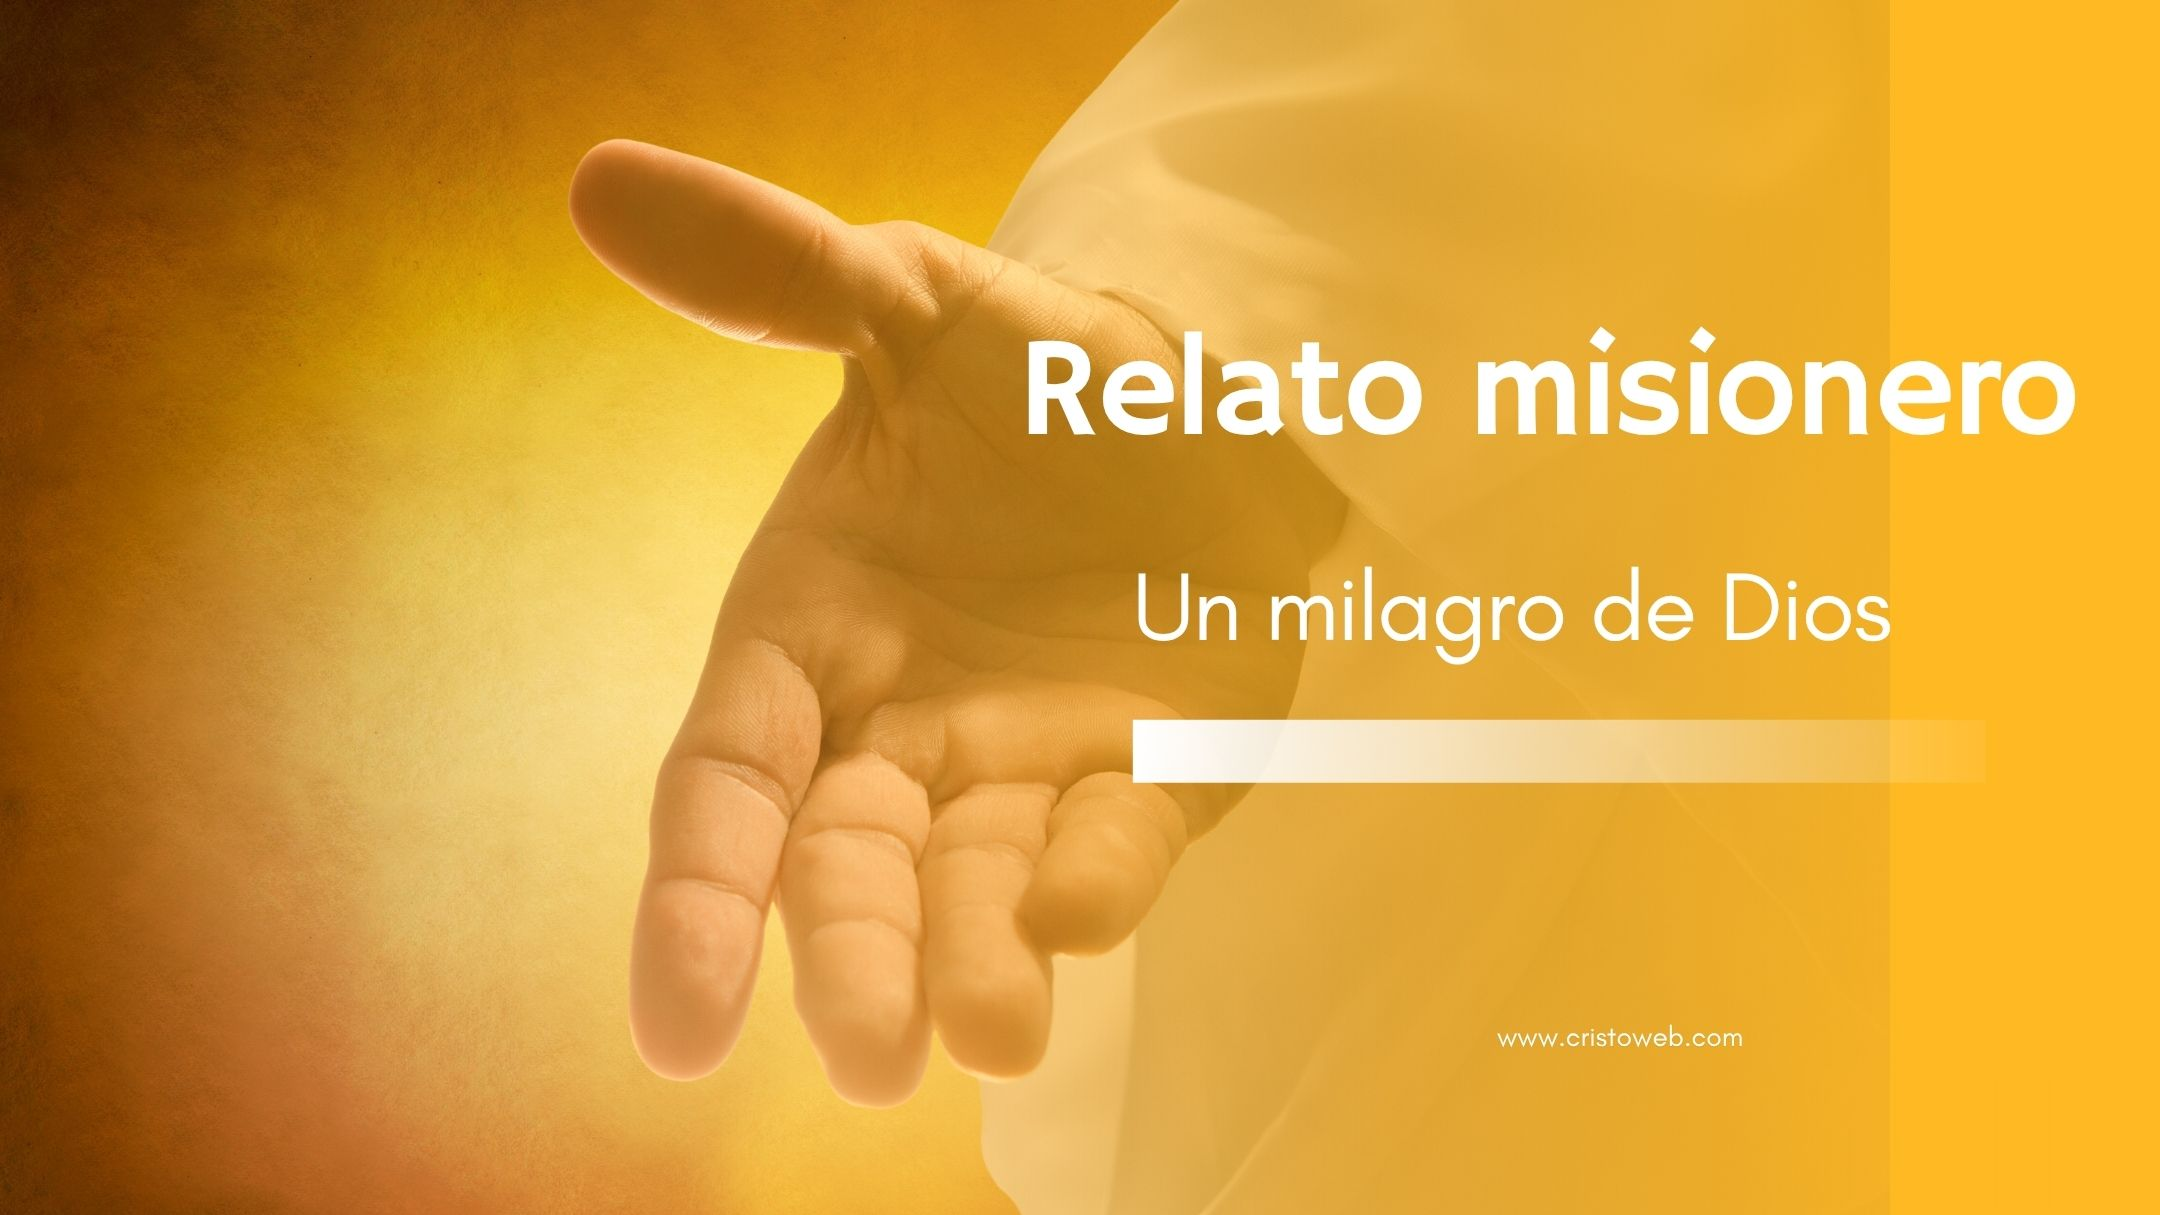 Relato misionero
Un milagro de Dios
www.cristoweb.com